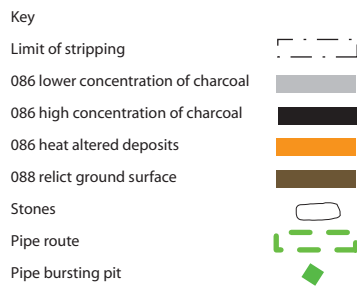 Key
Limit of stripping
086 lower concentration of charcoal
086 high concentration of charcoal
086 heat altered deposits
088 relict ground surface
Stones
Pipe route
Pipe bursting pit